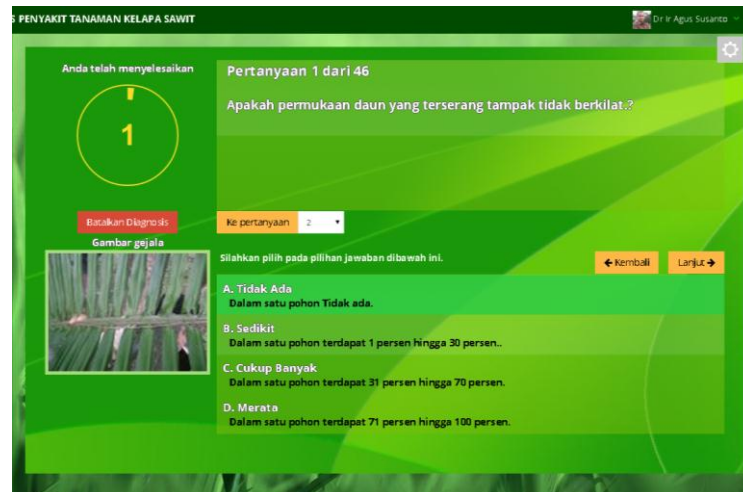 S PENYAKIT TANAMAN KELAPA SAWIT
Dr Ir Agus Susanto
Anda telah menyelesaikan
1
Pertanyaan 1 dari 46
Apakah permukaan daun yang terserang tampak tidak berkilat.?
Batalkan Diagnosis
Ke pertanyaan 2
Gambar gejala
Silahkan pilih pada pilihan jawaban dibawah ini.
← Kembali
Lanjut →
A. Tidak Ada
Dalam satu pohon Tidak ada.
B. Sedikit
Dalam satu pohon terdapat 1 persen hingga 30 persen..
C. Cukup Banyak
Dalam satu pohon terdapat 31 persen hingga 70 persen.
D. Merata
Dalam satu pohon terdapat 71 persen hingga 100 persen.